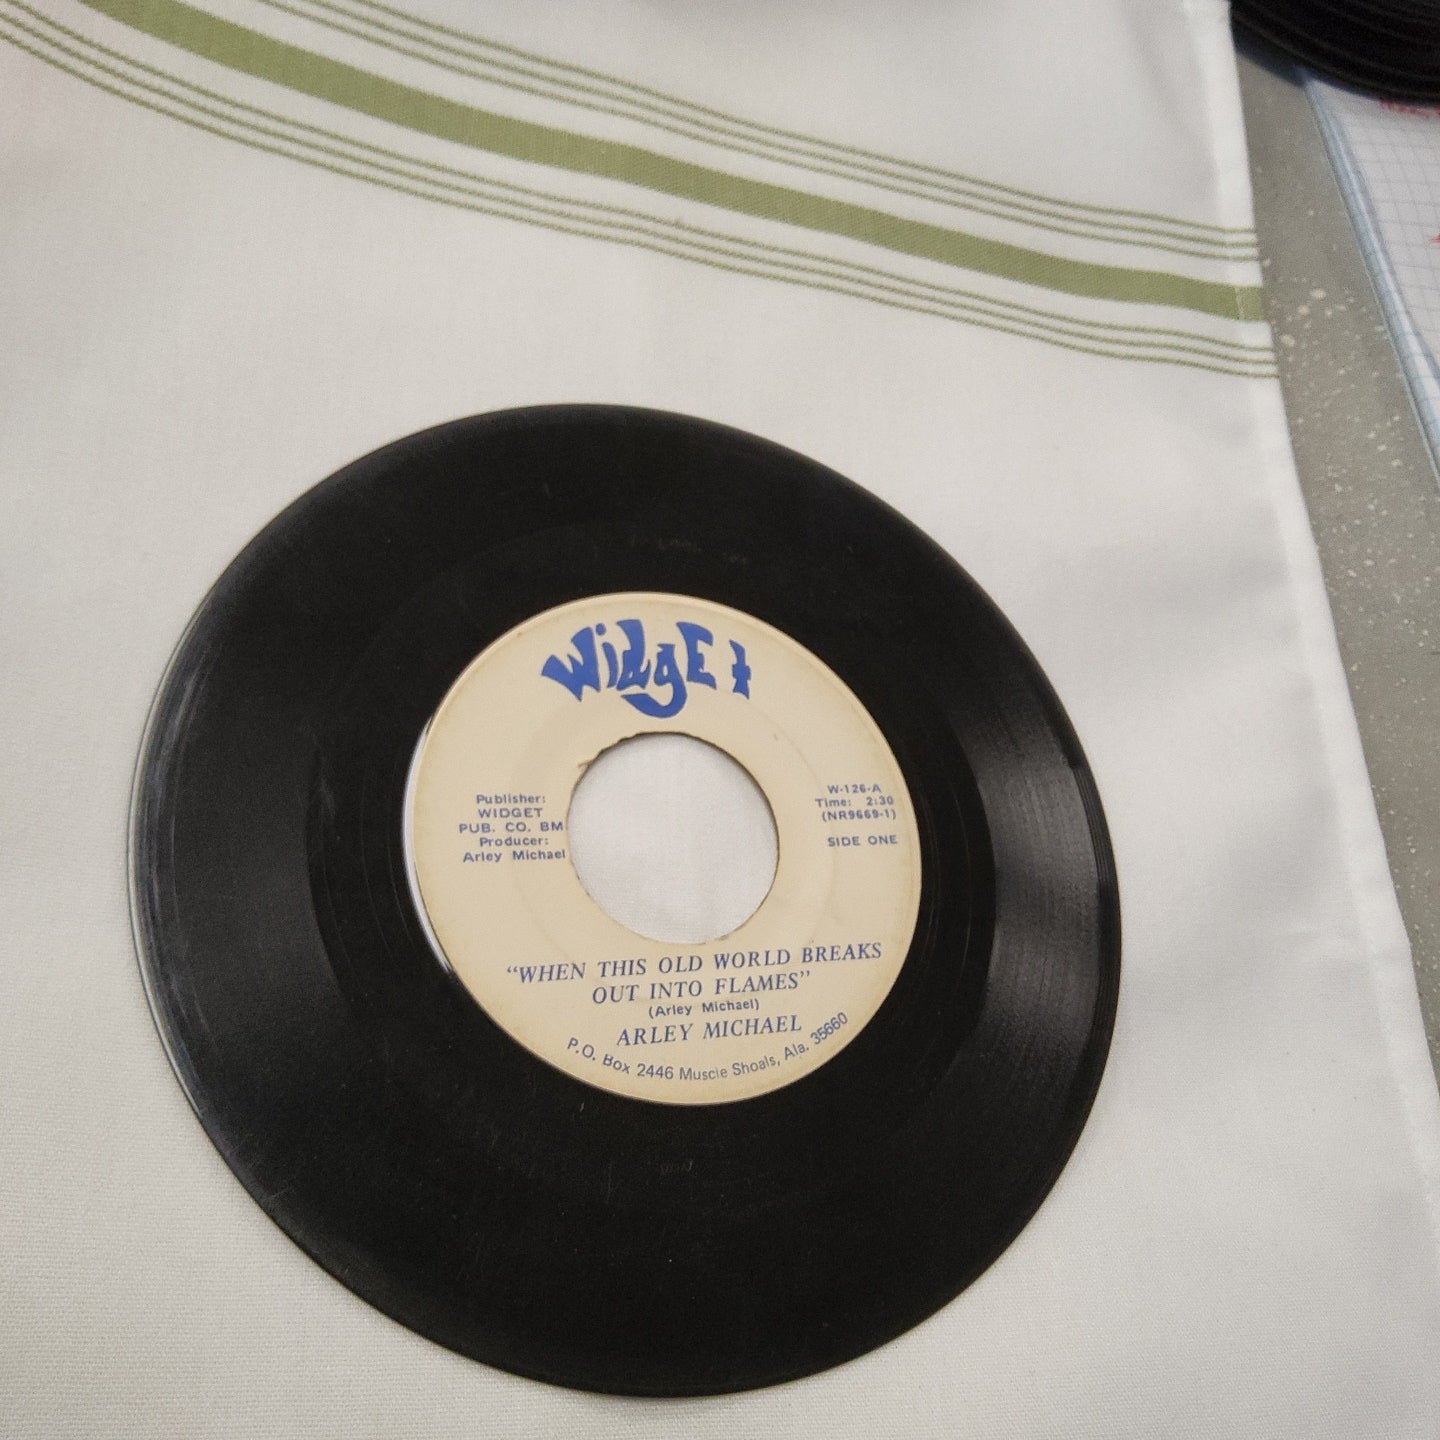 WidgEt
Publisher:
WIDGET
PUB. CO. BM
Producer:
Arley Michael
W-126-A
Time: 2:30
(NR9669-1)
SIDE ONE
"WHEN THIS OLD WORLD BREAKS
OUT INTO FLAMES"
(Arley Michael)
ARLEY MICHAEL
P.O. Box 2446 Muscle Shoals, Ala. 35660